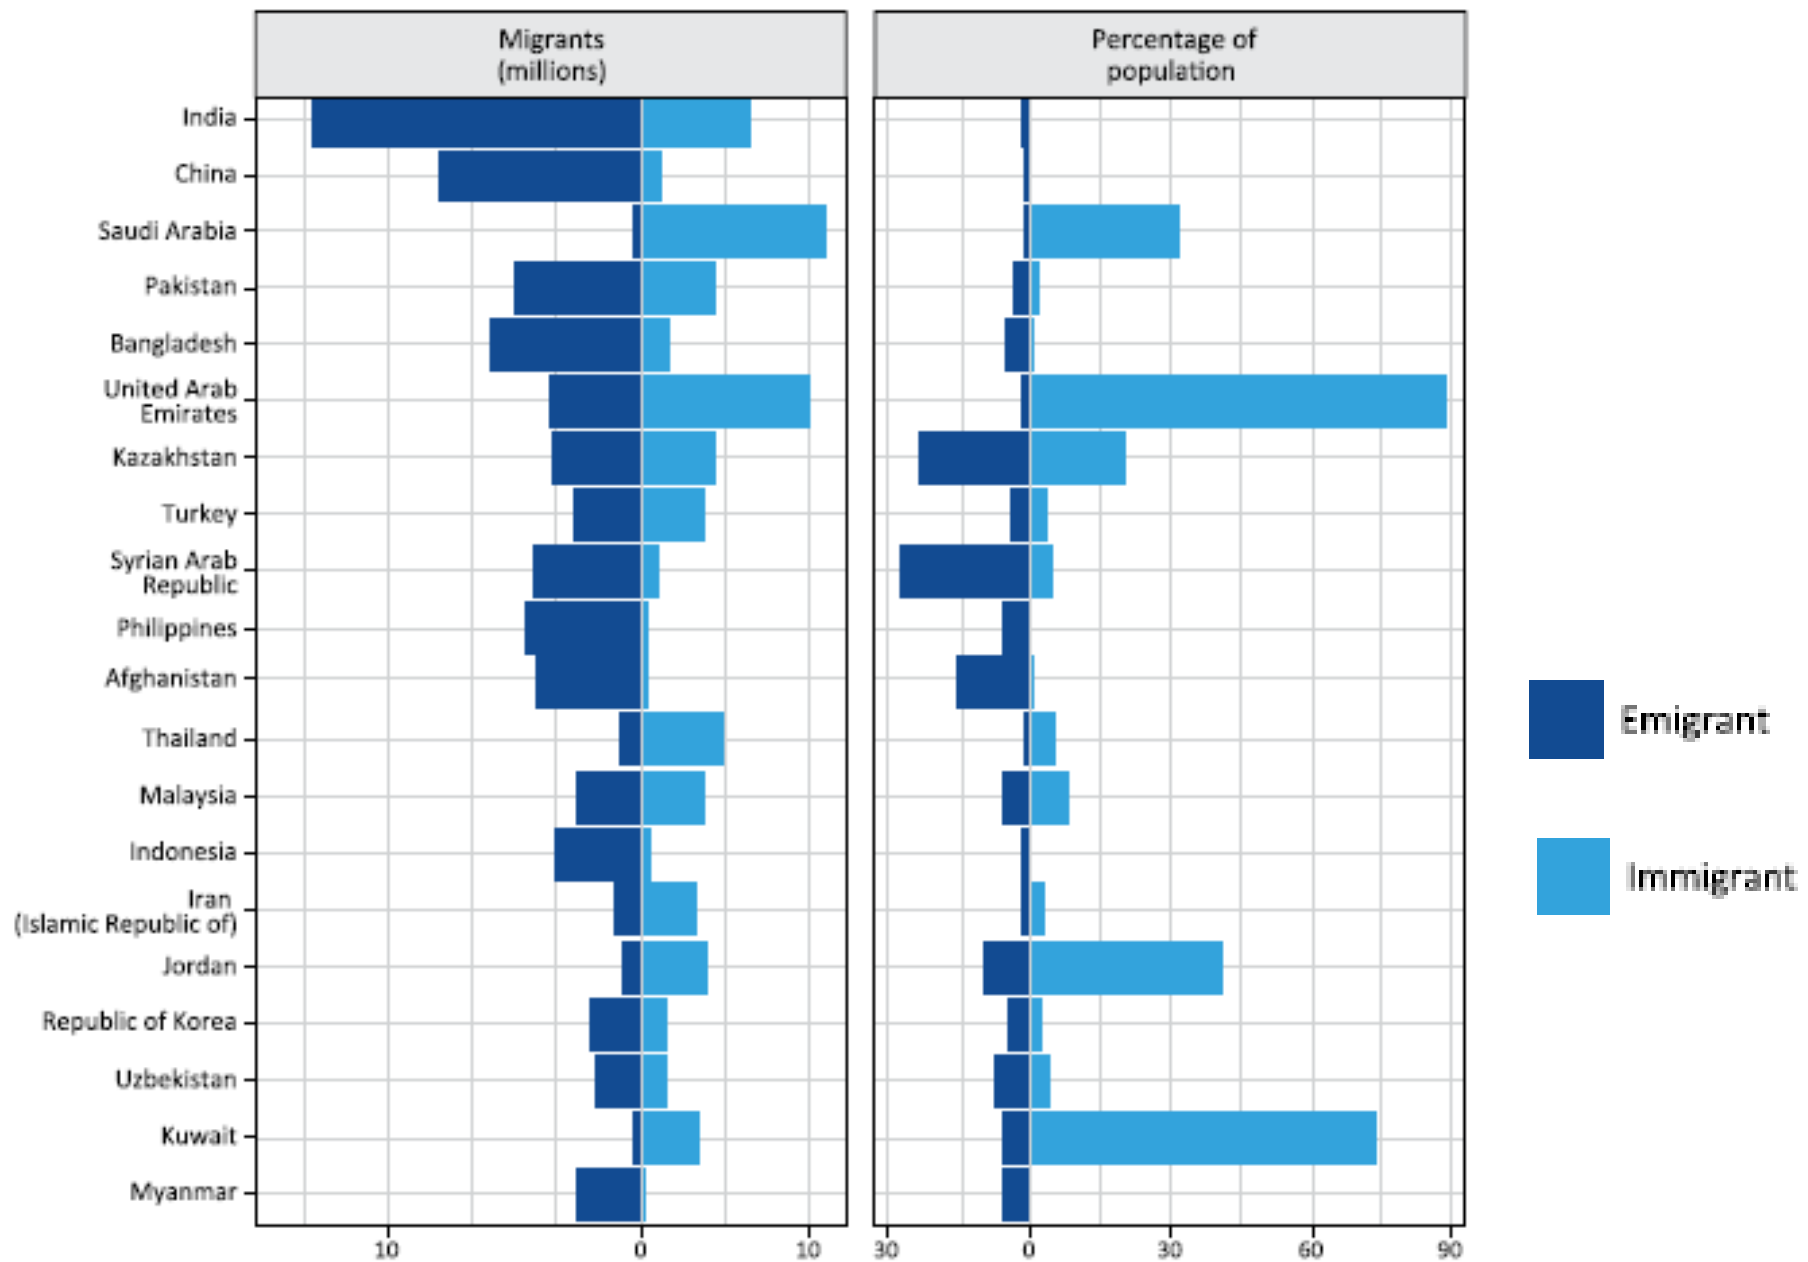 Migrants
(millions)
Percentage of
population
India
China
Saudi Arabia
Pakistan
Bangladesh
United Arab
Emirates
Kazakhstan
Turkey
Syrian Arab
Republic
Philippines
Afghanistan
Thailand
Malaysia
Indonesia
Iran
(Islamic Republic of)
Jordan
Republic of Korea
Uzbekistan
Kuwait
Myanmar
10 0 10
30 0 30 60 90
Emigrant
Immigrant